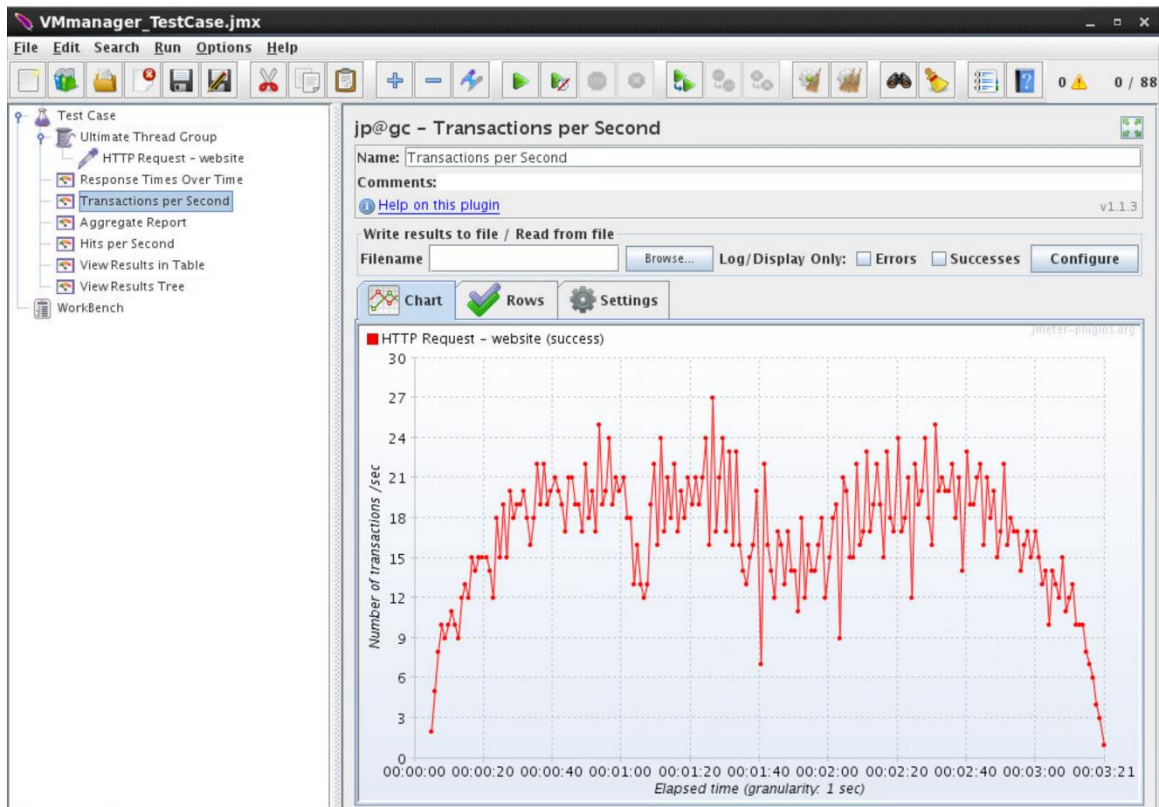 VMmanager_TestCase.jmx
File Edit Search Run Options Help
0 0 / 88
Test Case
Ultimate Thread Group
HTTP Request - website
Response Times Over Time
Transactions per Second
Aggregate Report
Hits per Second
View Results in Table
View Results Tree
WorkBench
jp@gc - Transactions per Second
Name: Transactions per Second
Comments:
Help on this plugin v1.1.3
Write results to file / Read from file
Filename Browse... Log/Display Only: Errors Successes Configure
Chart Rows Settings
jmeter-plugins.org
HTTP Request - website (success)
30
27
24
21
18
15
12
9
6
3
0
Number of transactions /sec
00:00:00 00:00:20 00:00:40 00:01:00 00:01:20 00:01:40 00:02:00 00:02:20 00:02:40 00:03:00 00:03:21
Elapsed time (granularity: 1 sec)